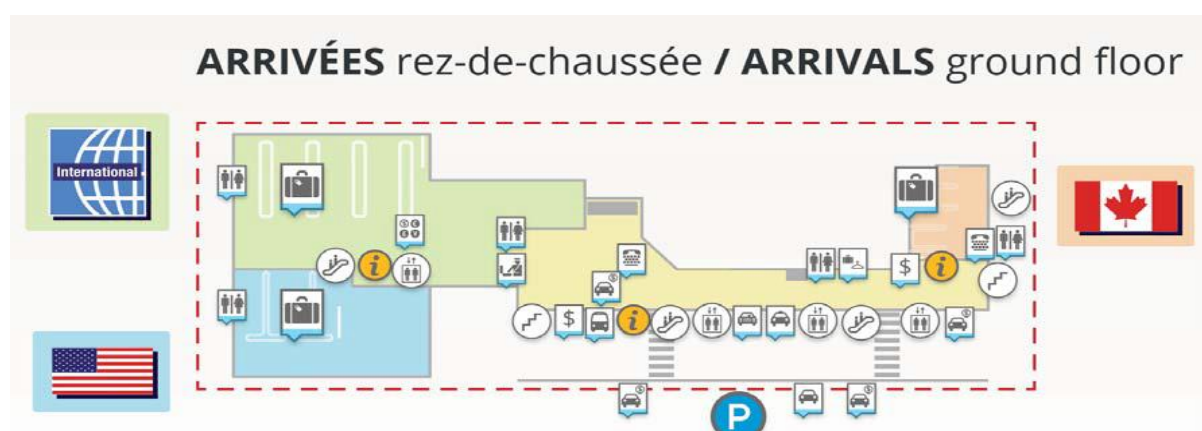 ARRIVÉES rez-de-chaussée / ARRIVALS ground floor
International
$
i
$
i
$
i
P